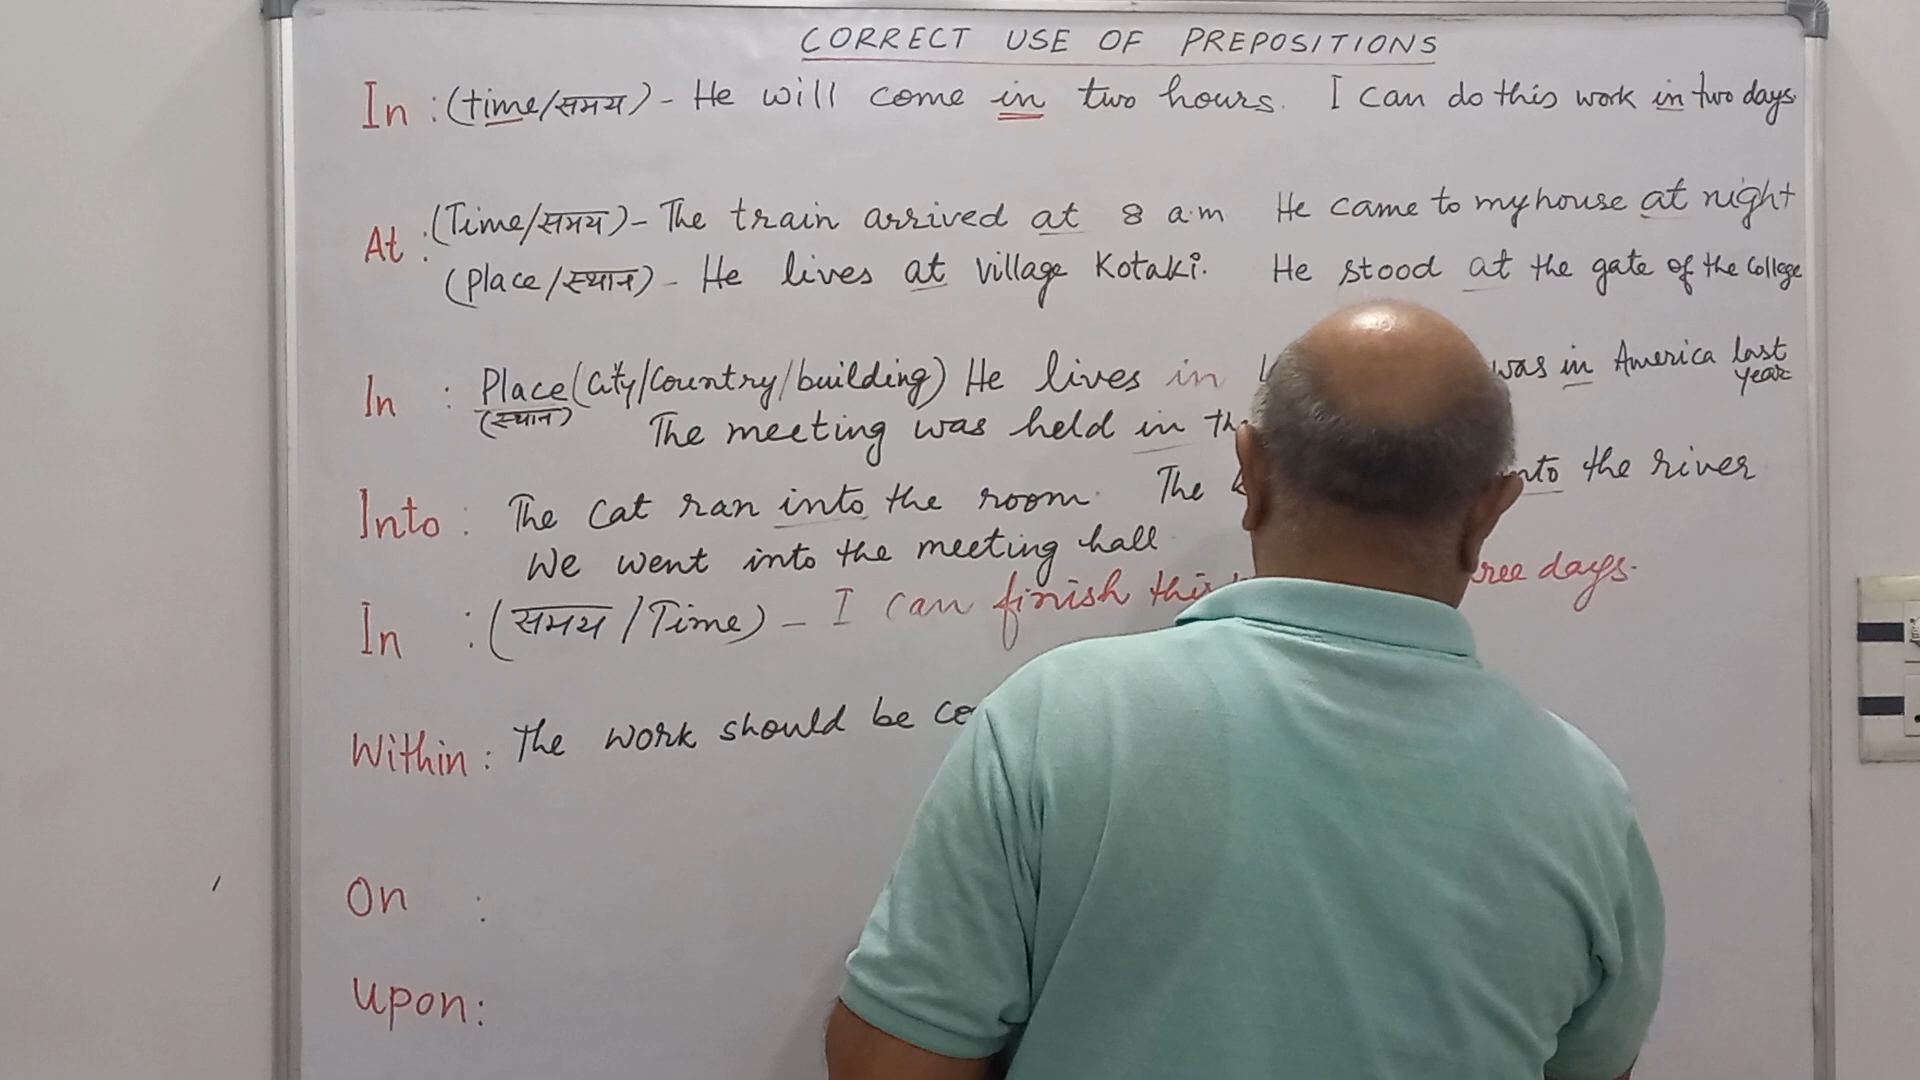 CORRECT USE OF PREPOSITIONS
In : (time/समय) - He will come in two hours. I can do this work in two days
At : (Time/समय) - The train arrived at 8 a.m He came to my house at night
(Place/स्थान) - He lives at village Kotaki. He stood at the gate of the College
In : Place (City/Country/building) He lives in was in America last year
(स्थान) The meeting was held in
Into : The cat ran into the room. The into the river
We went into the meeting hall
In : (समय/Time) - I can finish this days.
Within : The work should be
On :
Upon: